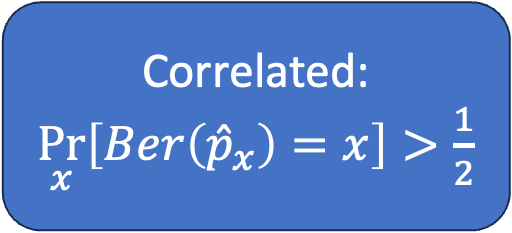 Correlated:
Pr[Ber(p̂ₓ) = x] > 1/2
x